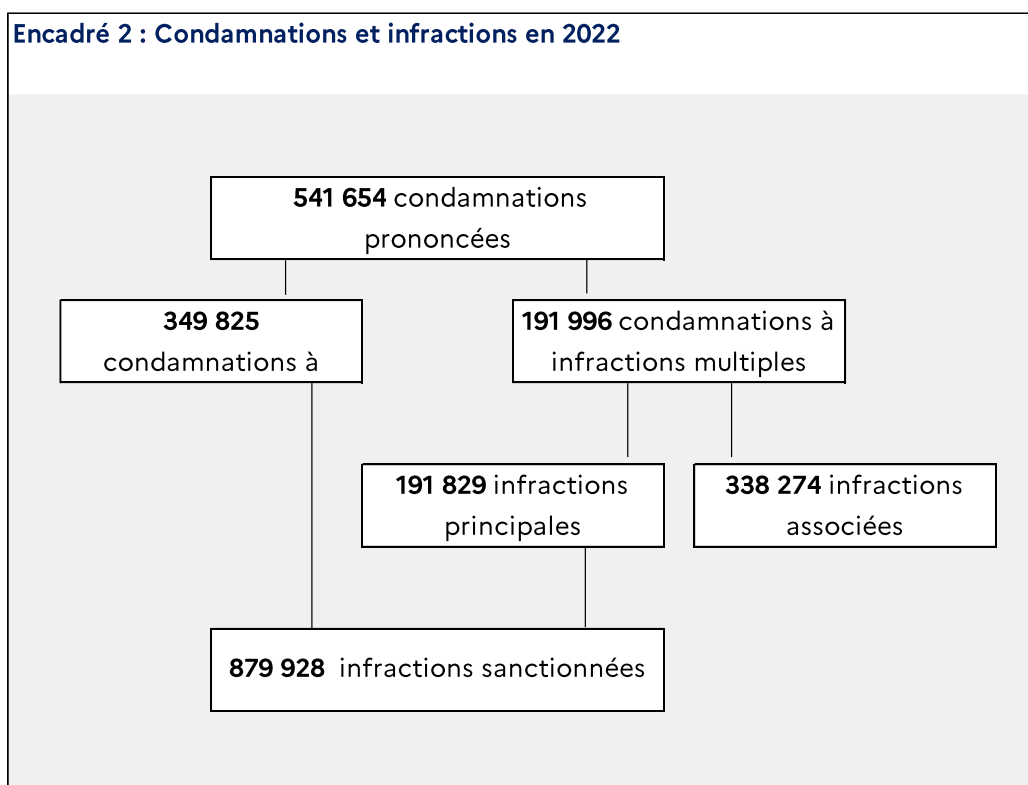 Encadré 2 : Condamnations et infractions en 2022
541 654 condamnations
prononcées
349 825
condamnations à
191 996 condamnations à
infractions multiples
191 829 infractions
principales
338 274 infractions
associées
879 928 infractions sanctionnées